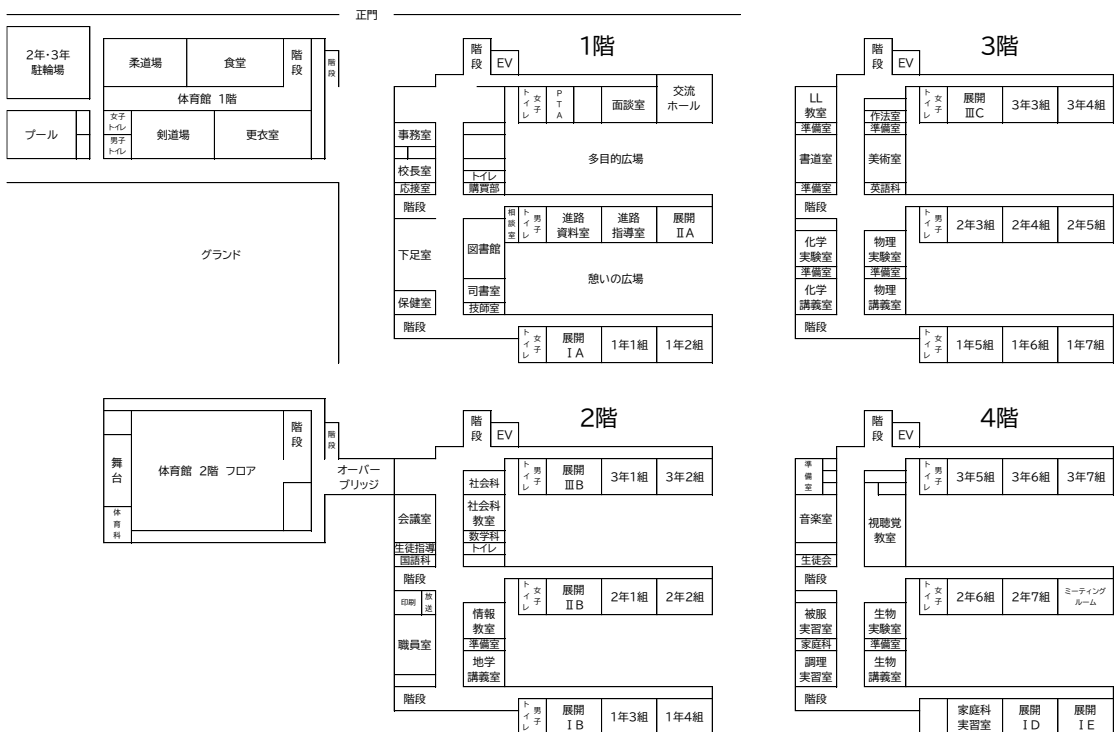 正門
2年・3年
駐輪場
プール
柔道場
食堂
階段
階段
体育館 1階
女子
トイレ
男子
トイレ
剣道場
更衣室
グランド
1階
階段
EV
女子
トイレ
PTA
面談室
交流
ホール
事務室
校長室
応接室
トイレ
購買部
多目的広場
階段
相談室
男子
トイレ
進路
資料室
進路
指導室
展開
ⅡA
下足室
図書館
憩いの広場
司書室
保健室
技師室
階段
女子
トイレ
展開
ⅠA
1年1組
1年2組
3階
階段
EV
LL
教室
準備室
作法室
準備室
女子
トイレ
展開
ⅢC
3年3組
3年4組
書道室
美術室
準備室
英語科
階段
男子
トイレ
2年3組
2年4組
2年5組
化学
実験室
準備室
化学
講義室
物理
実験室
準備室
物理
講義室
階段
女子
トイレ
1年5組
1年6組
1年7組
舞台
体育科
体育館 2階 フロア
階段
階段
オーバー
ブリッジ
2階
階段
EV
社会科
社会科
教室
数学科
トイレ
男子
トイレ
展開
ⅢB
3年1組
3年2組
会議室
生徒指導
国語科
階段
女子
トイレ
展開
ⅡB
2年1組
2年2組
印刷
放送
職員室
情報
教室
準備室
地学
講義室
階段
男子
トイレ
展開
ⅠB
1年3組
1年4組
4階
階段
EV
準備室
音楽室
生徒会
視聴覚
教室
男子
トイレ
3年5組
3年6組
3年7組
階段
女子
トイレ
2年6組
2年7組
ミーティング
ルーム
被服
実習室
家庭科
調理
実習室
生物
実験室
準備室
生物
講義室
階段
家庭科
実習室
展開
ⅠD
展開
ⅠE